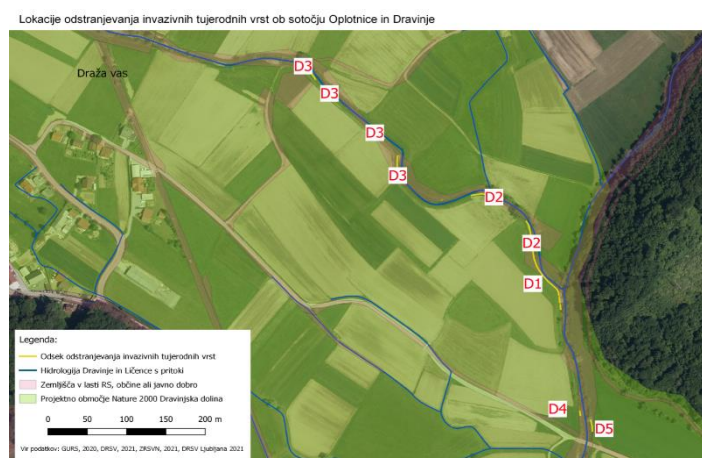 Lokacije odstranjevanja invazivnih tujerodnih vrst ob sotočju Oplotnice in Dravinje
D3
Draža vas
D3
D3
D3
D2
D2
D1
D4
D5
Legenda:
Odsek odstranjevanja invazivnih tujerodnih vrst
Hidrologija Dravinje in Ličence s pritoki
Zemljišča v lasti RS, občine ali javno dobro
Projektno območje Nature 2000 Dravinjska dolina
0 50 100 150 200 m
Vir podatkov: GURS, 2020, DRSV, 2021, ZRSVN, 2021, DRSV Ljubljana 2021